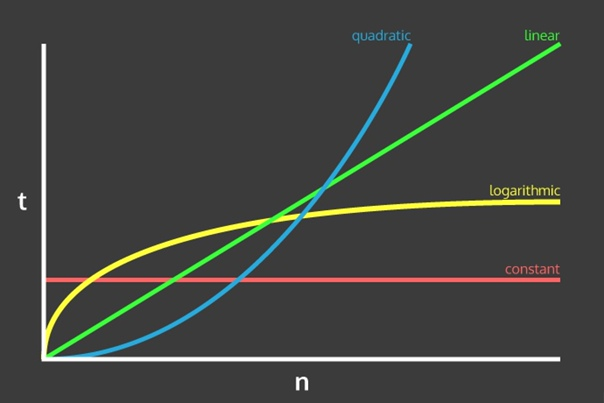 quadratic
linear
t
logarithmic
constant
n